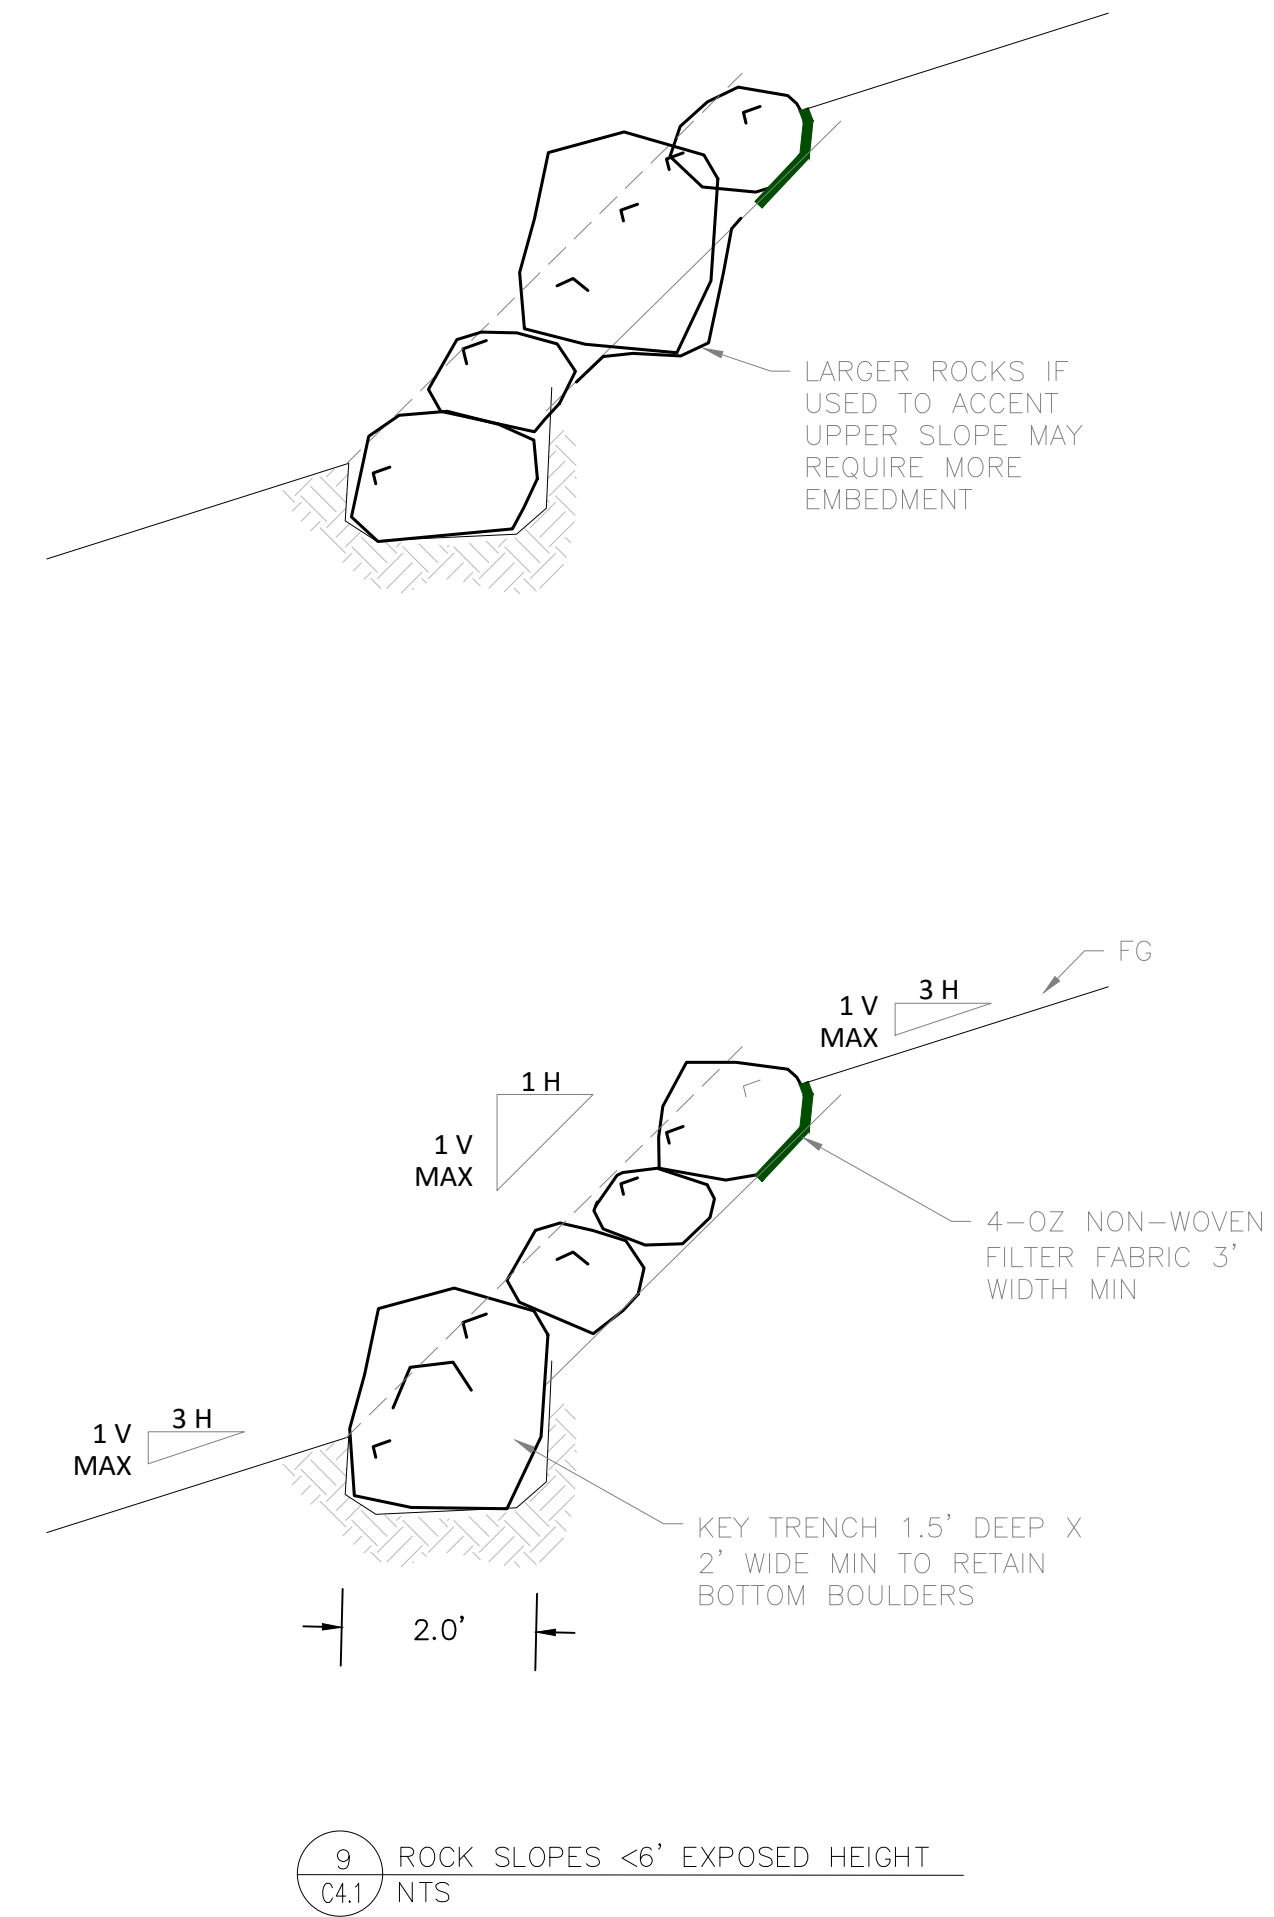 LARGER ROCKS IF
USED TO ACCENT
UPPER SLOPE MAY
REQUIRE MORE
EMBEDMENT
FG
3 H
1 V
MAX
1 H
1 V
MAX
4-OZ NON-WOVEN
FILTER FABRIC 3'
WIDTH MIN
3 H
1 V
MAX
KEY TRENCH 1.5' DEEP X
2' WIDE MIN TO RETAIN
BOTTOM BOULDERS
2.0'
9
C4.1
ROCK SLOPES <6' EXPOSED HEIGHT
NTS